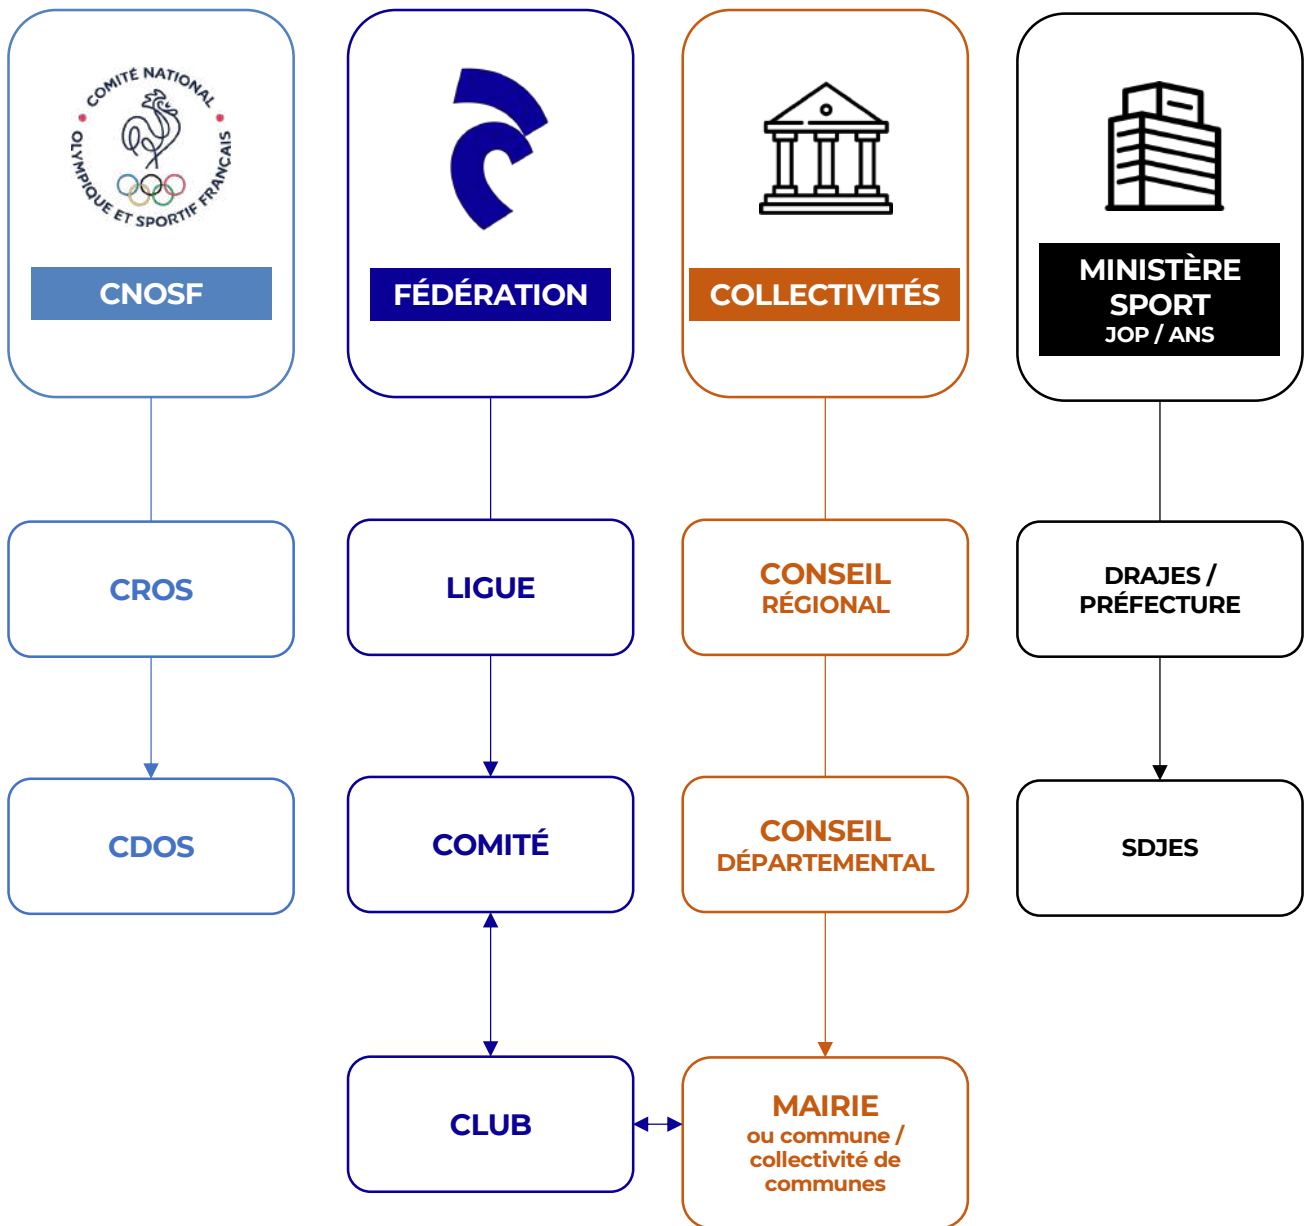 COMITÉ NATIONAL
OLYMPIQUE ET SPORTIF FRANÇAIS
CNOSF
FÉDÉRATION
COLLECTIVITÉS
MINISTÈRE
SPORT
JOP / ANS
CROS
LIGUE
CONSEIL
RÉGIONAL
DRAJES /
PRÉFECTURE
CDOS
COMITÉ
CONSEIL
DÉPARTEMENTAL
SDJES
CLUB
MAIRIE
ou commune /
collectivité de
communes